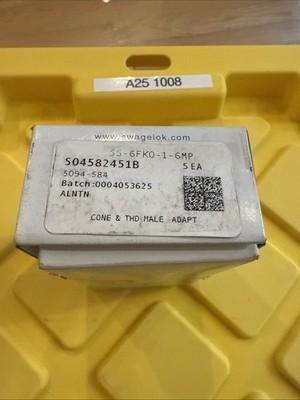 A25 1008
www.swagelok.com
SS-6FK0-1-6MP
S04582451B 5 EA
5094-584
Batch:0004053625
ALNTN
CONE & THD MALE ADAPT